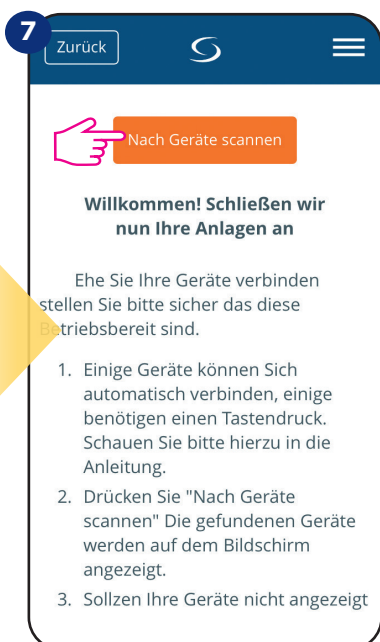 7
Zurück
Nach Geräte scannen
Willkommen! Schließen wir
nun Ihre Anlagen an
Ehe Sie Ihre Geräte verbinden
stellen Sie bitte sicher das diese
Betriebsbereit sind.
1. Einige Geräte können Sich
automatisch verbinden, einige
benötigen einen Tastendruck.
Schauen Sie bitte hierzu in die
Anleitung.
2. Drücken Sie "Nach Geräte
scannen" Die gefundenen Geräte
werden auf dem Bildschirm
angezeigt.
3. Sollzen Ihre Geräte nicht angezeigt